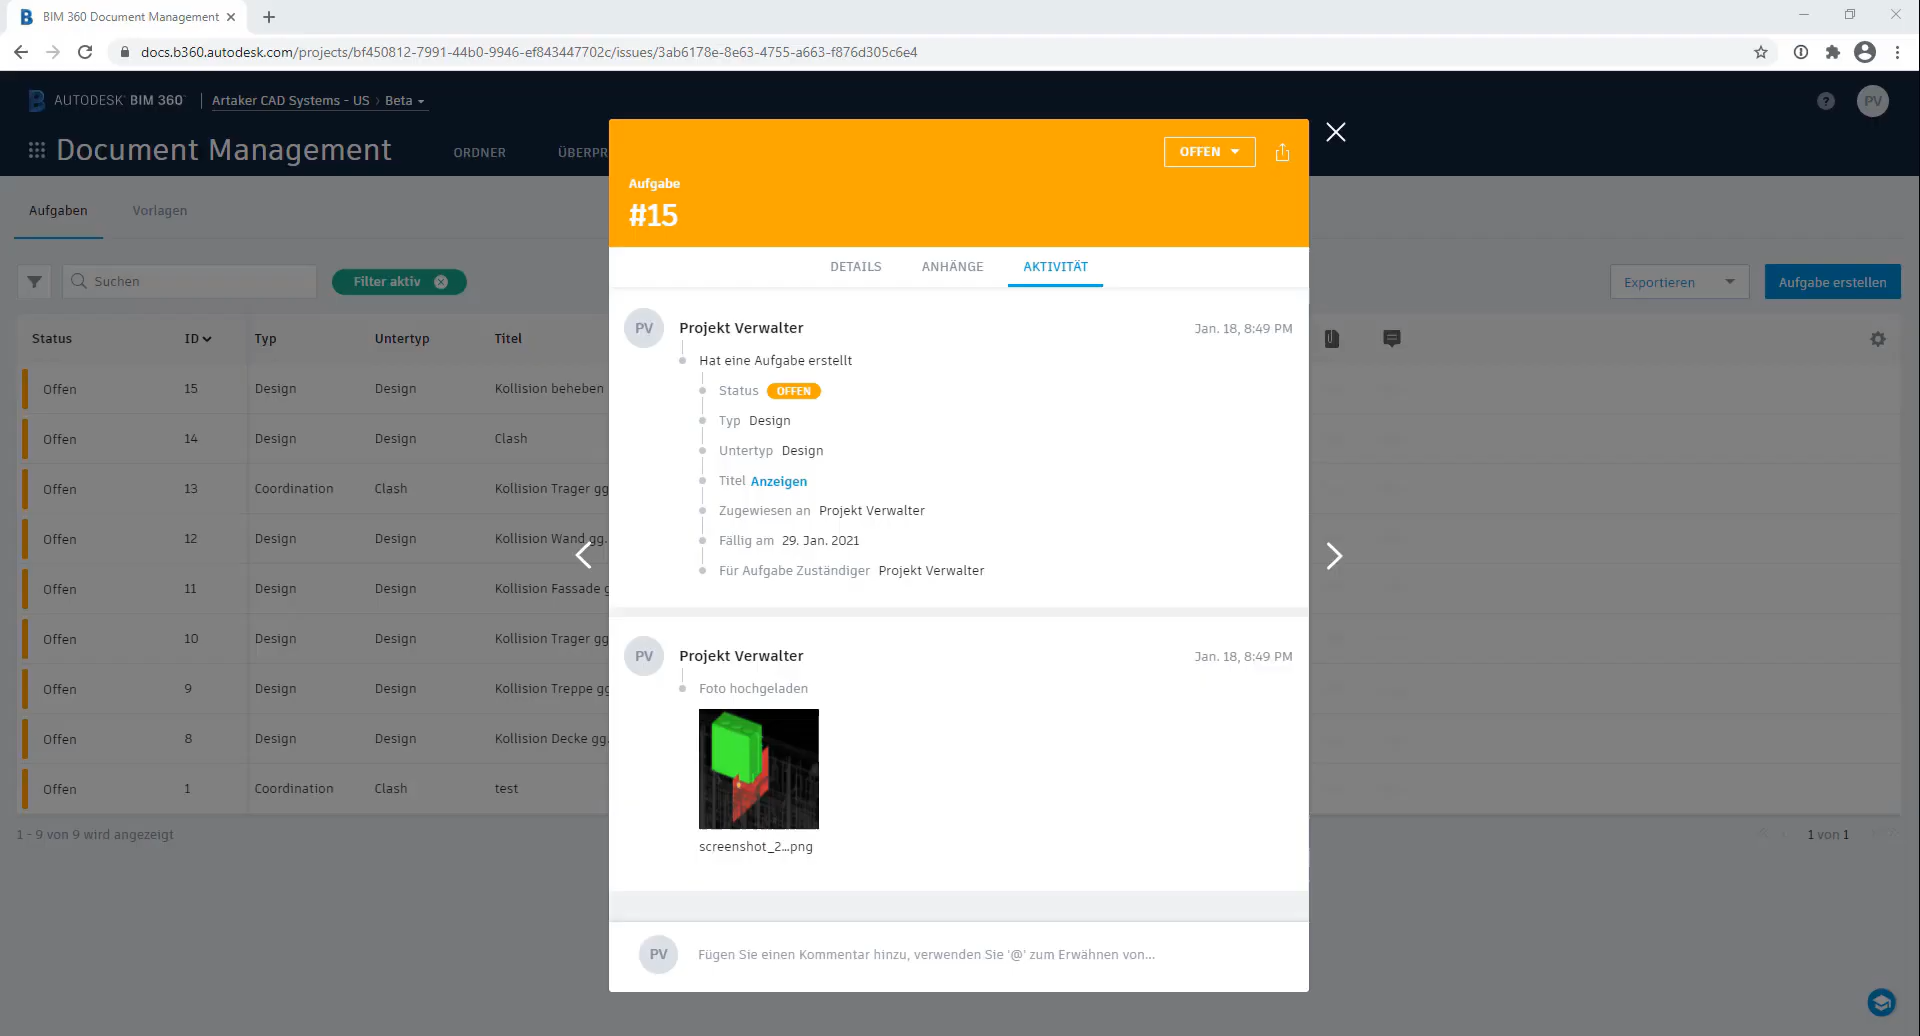 BIM 360 Document Management
docs.b360.autodesk.com/projects/bf450812-7991-44b0-9946-ef843447702c/issues/3ab6178e-8e63-4755-a663-f876d305c6e4
AUTODESK BIM 360 Artaker CAD Systems - US > Beta
? PV
Document Management ORDNER ÜBERPR
Aufgaben Vorlagen
Suchen Filter aktiv Exportieren Aufgabe erstellen
Status ID Typ Untertyp Titel
Offen 15 Design Design Kollision beheben
Offen 14 Design Design Clash
Offen 13 Coordination Clash Kollision Trager gg
Offen 12 Design Design Kollision Wand gg.
Offen 11 Design Design Kollision Fassade g
Offen 10 Design Design Kollision Trager gg
Offen 9 Design Design Kollision Treppe gg
Offen 8 Design Design Kollision Decke gg.
Offen 1 Coordination Clash test
1 - 9 von 9 wird angezeigt 1 von 1
OFFEN
Aufgabe
#15
DETAILS ANHÄNGE AKTIVITÄT
PV Projekt Verwalter Jan. 18, 8:49 PM
Hat eine Aufgabe erstellt
Status OFFEN
Typ Design
Untertyp Design
Titel Anzeigen
Zugewiesen an Projekt Verwalter
Fällig am 29. Jan. 2021
Für Aufgabe Zuständiger Projekt Verwalter
PV Projekt Verwalter Jan. 18, 8:49 PM
Foto hochgeladen
screenshot_2...png
PV Fügen Sie einen Kommentar hinzu, verwenden Sie '@' zum Erwähnen von...